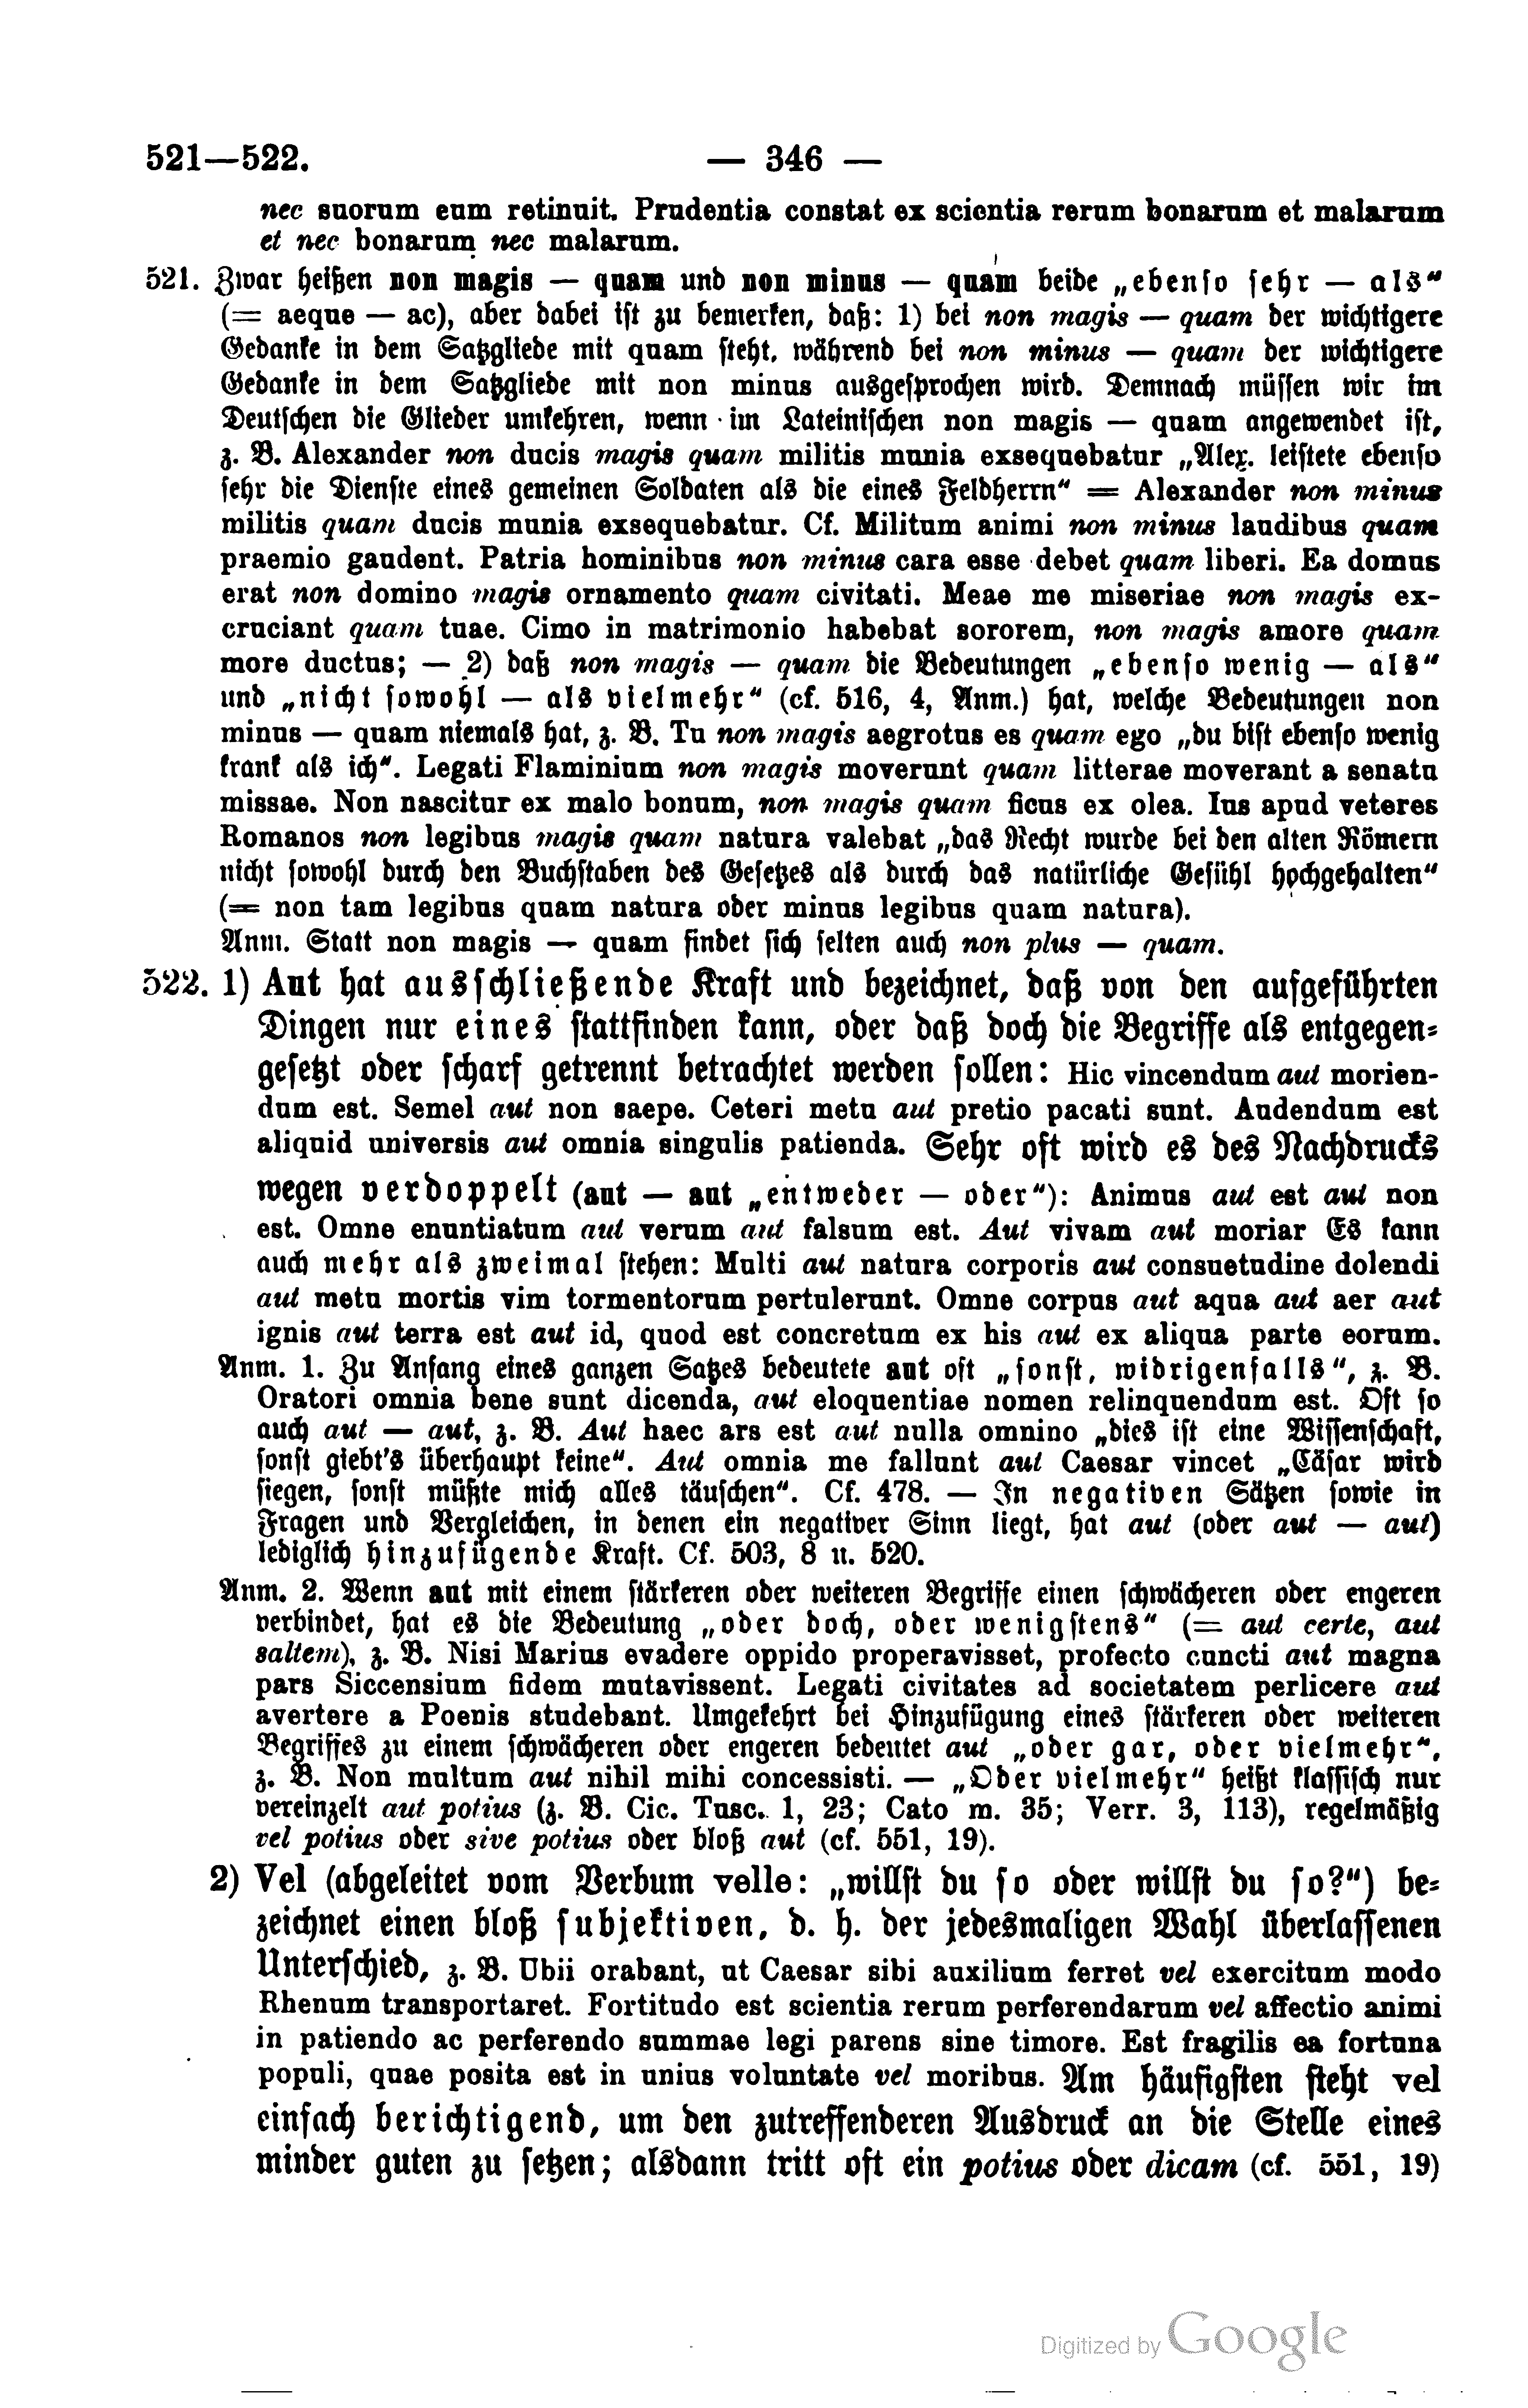 521—522. — 346 —
nec suorum eum retinuit. Prudentia constat ex scientia rerum bonarum et malarum
et nec bonarum nec malarum.
521. Zwar heißen non magis — quam und non minus — quam beide „ebenso sehr — als“
(= aeque — ac), aber dabei ist zu bemerken, daß: 1) bei non magis — quam der wichtigere
Gedanke in dem Satzgliede mit quam steht, während bei non minus — quam der wichtigere
Gedanke in dem Satzgliede mit non minus ausgesprochen wird. Demnach müssen wir im
Deutschen die Glieder umkehren, wenn im Lateinischen non magis — quam angewendet ist,
z. B. Alexander non ducis magis quam militis munia exsequebatur „Alex. leistete ebenso
sehr die Dienste eines gemeinen Soldaten als die eines Feldherrn“ = Alexander non minus
militis quam ducis munia exsequebatur. Cf. Militum animi non minus laudibus quam
praemio gaudent. Patria hominibus non minus cara esse debet quam liberi. Ea domus
erat non domino magis ornamento quam civitati. Meae me miseriae non magis ex-
cruciant quam tuae. Cimo in matrimonio habebat sororem, non magis amore quam
more ductus; — 2) daß non magis — quam die Bedeutungen „ebenso wenig — als“
und „nicht sowohl — als vielmehr“ (cf. 516, 4, Anm.) hat, welche Bedeutungen non
minus — quam niemals hat, z. B. Tu non magis aegrotus es quam ego „du bist ebenso wenig
krank als ich“. Legati Flaminium non magis moverunt quam litterae moverant a senatu
missae. Non nascitur ex malo bonum, non magis quam ficus ex olea. Ius apud veteres
Romanos non legibus magis quam natura valebat „das Recht wurde bei den alten Römern
nicht sowohl durch den Buchstaben des Gesetzes als durch das natürliche Gefühl hochgehalten“
(= non tam legibus quam natura oder minus legibus quam natura).
Anm. Statt non magis — quam findet sich selten auch non plus — quam.
522. 1) Aut hat ausschließende Kraft und bezeichnet, daß von den aufgeführten
Dingen nur eines stattfinden kann, oder daß doch die Begriffe als entgegen-
gesetzt oder scharf getrennt betrachtet werden sollen: Hic vincendum aut morien-
dum est. Semel aut non saepe. Ceteri metu aut pretio pacati sunt. Audendum est
aliquid universis aut omnia singulis patienda. Sehr oft wird es des Nachdrucks
wegen verdoppelt (aut — aut „entweder — oder“): Animus aut est aut non
est. Omne enuntiatum aut verum aut falsum est. Aut vivam aut moriar Es kann
auch mehr als zweimal stehen: Multi aut natura corporis aut consuetudine dolendi
aut metu mortis vim tormentorum pertulerunt. Omne corpus aut aqua aut aer aut
ignis aut terra est aut id, quod est concretum ex his aut ex aliqua parte eorum.
Anm. 1. Zu Anfang eines ganzen Satzes bedeutete aut oft „sonst, widrigenfalls“, z. B.
Oratori omnia bene sunt dicenda, aut eloquentiae nomen relinquendum est. Oft so
auch aut — aut, z. B. Aut haec ars est aut nulla omnino „dies ist eine Wissenschaft,
sonst giebt's überhaupt keine“. Aut omnia me fallunt aut Caesar vincet „Cäsar wird
siegen, sonst müßte mich alles täuschen“. Cf. 478. — In negativen Sätzen sowie in
Fragen und Vergleichen, in denen ein negativer Sinn liegt, hat aut (oder aut — aut)
lediglich hinzufügende Kraft. Cf. 503, 8 u. 520.
Anm. 2. Wenn aut mit einem stärkeren oder weiteren Begriffe einen schwächeren oder engeren
verbindet, hat es die Bedeutung „oder doch, oder wenigstens“ (= aut certe, aut
saltem), z. B. Nisi Marius evadere oppido properavisset, profecto cuncti aut magna
pars Siccensium fidem mutavissent. Legati civitates ad societatem perlicere aut
avertere a Poenis studebant. Umgekehrt bei Hinzufügung eines stärkeren oder weiteren
Begriffes zu einem schwächeren oder engeren bedeutet aut „oder gar, oder vielmehr“,
z. B. Non multum aut nihil mihi concessisti. — „Oder vielmehr“ heißt klassisch nur
vereinzelt aut potius (z. B. Cic. Tusc. 1, 23; Cato m. 35; Verr. 3, 113), regelmäßig
vel potius oder sive potius oder bloß aut (cf. 551, 19).
2) Vel (abgeleitet vom Verbum velle: „willst du so oder willst du so?“) be-
zeichnet einen bloß subjektiven, d. h. der jedesmaligen Wahl überlassenen
Unterschied, z. B. Ubii orabant, ut Caesar sibi auxilium ferret vel exercitum modo
Rhenum transportaret. Fortitudo est scientia rerum perferendarum vel affectio animi
in patiendo ac perferendo summae legi parens sine timore. Est fragilis ea fortuna
populi, quae posita est in unius voluntate vel moribus. Am häufigsten steht vel
einfach berichtigend, um den zutreffenderen Ausdruck an die Stelle eines
minder guten zu setzen; alsdann tritt oft ein potius oder dicam (cf. 551, 19)
Digitized by Google